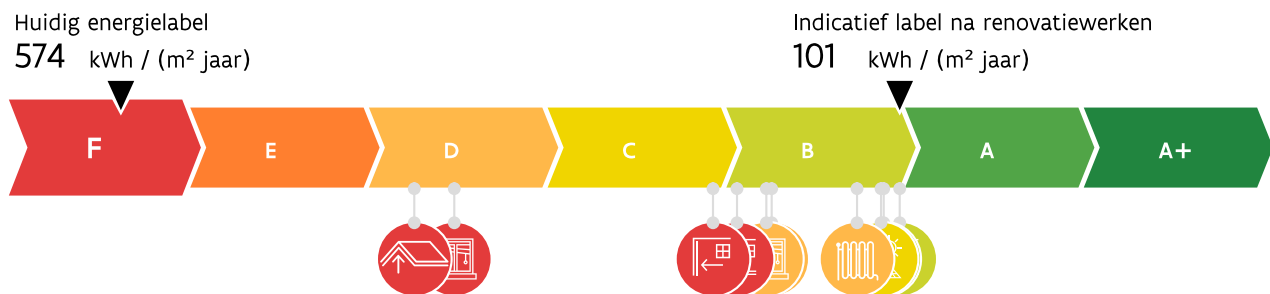 Huidig energielabel
574 kWh / (m² jaar)
Indicatief label na renovatiewerken
101 kWh / (m² jaar)
F E D C B A A+